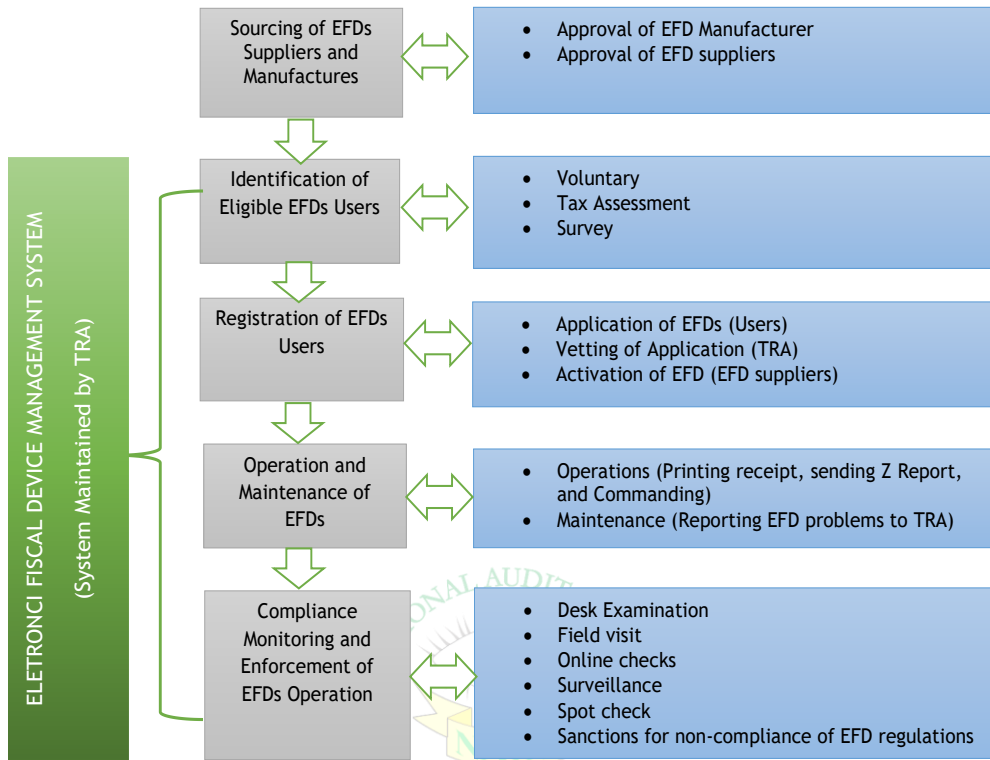 Sourcing of EFDs
Suppliers and
Manufactures
• Approval of EFD Manufacturer
• Approval of EFD suppliers
ELETRONCI FISCAL DEVICE MANAGEMENT SYSTEM
(System Maintained by TRA)
Identification of
Eligible EFDs Users
• Voluntary
• Tax Assessment
• Survey
Registration of EFDs
Users
• Application of EFDs (Users)
• Vetting of Application (TRA)
• Activation of EFD (EFD suppliers)
Operation and
Maintenance of
EFDs
• Operations (Printing receipt, sending Z Report,
and Commanding)
• Maintenance (Reporting EFD problems to TRA)
Compliance
Monitoring and
Enforcement of
EFDs Operation
• Desk Examination
• Field visit
• Online checks
• Surveillance
• Spot check
• Sanctions for non-compliance of EFD regulations